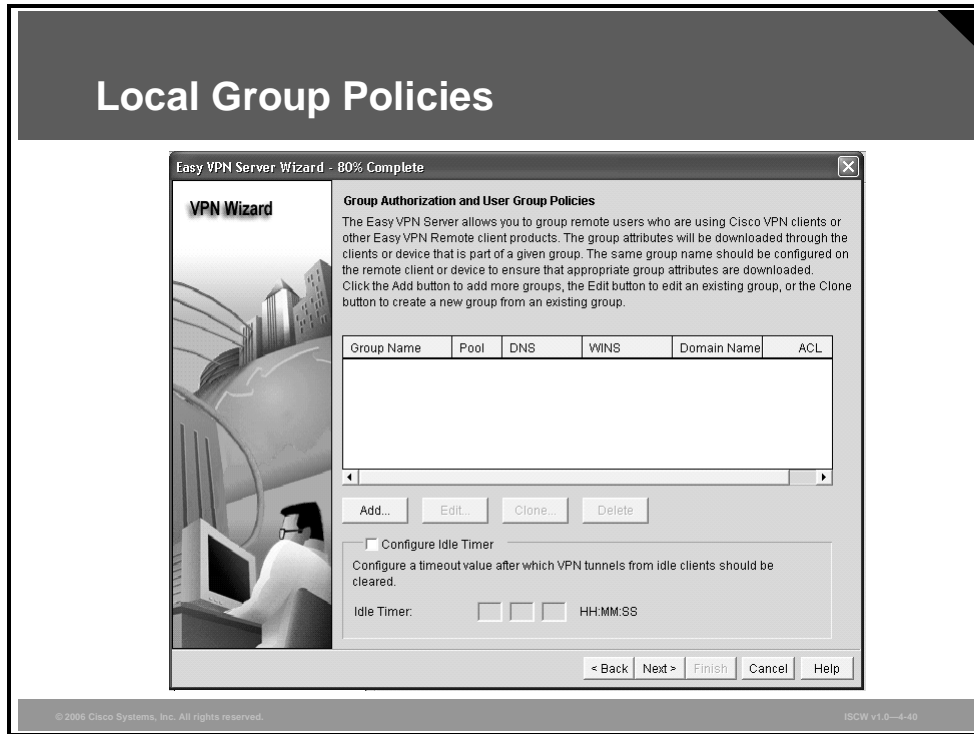 Local Group Policies
Easy VPN Server Wizard - 80% Complete
VPN Wizard
Group Authorization and User Group Policies
The Easy VPN Server allows you to group remote users who are using Cisco VPN clients or
other Easy VPN Remote client products. The group attributes will be downloaded through the
clients or device that is part of a given group. The same group name should be configured on
the remote client or device to ensure that appropriate group attributes are downloaded.
Click the Add button to add more groups, the Edit button to edit an existing group, or the Clone
button to create a new group from an existing group.
Group Name Pool DNS WINS Domain Name ACL
Add... Edit... Clone... Delete
Configure Idle Timer
Configure a timeout value after which VPN tunnels from idle clients should be
cleared.
Idle Timer: HH:MM:SS
< Back Next > Finish Cancel Help
© 2006 Cisco Systems, Inc. All rights reserved. ISCW v1.0—4-40